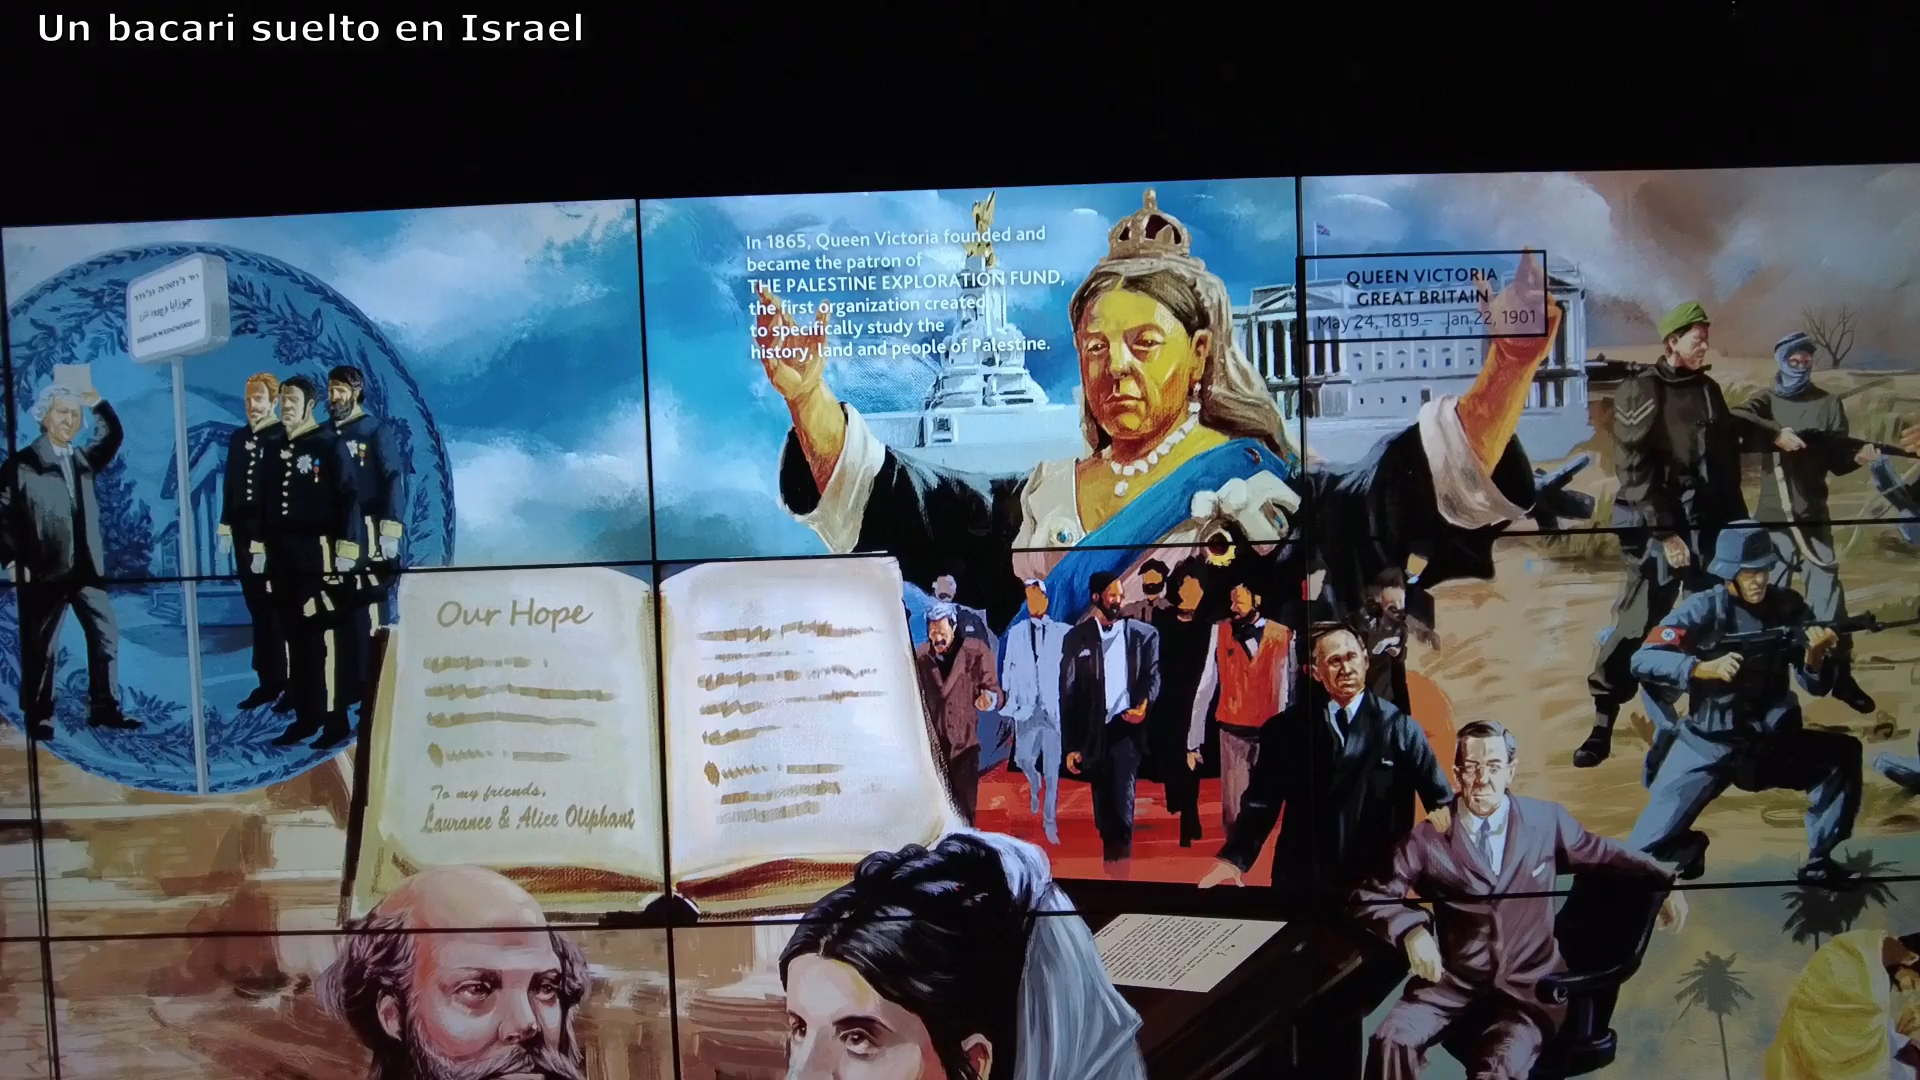 Un bacari suelto en Israel
In 1865, Queen Victoria founded and
became the patron of
THE PALESTINE EXPLORATION FUND,
the first organization created
to specifically study the
history, land and people of Palestine.
QUEEN VICTORIA
GREAT BRITAIN
May 24, 1819 – Jan 22, 1901
Our Hope
To my friends,
Laurance & Alice Oliphant